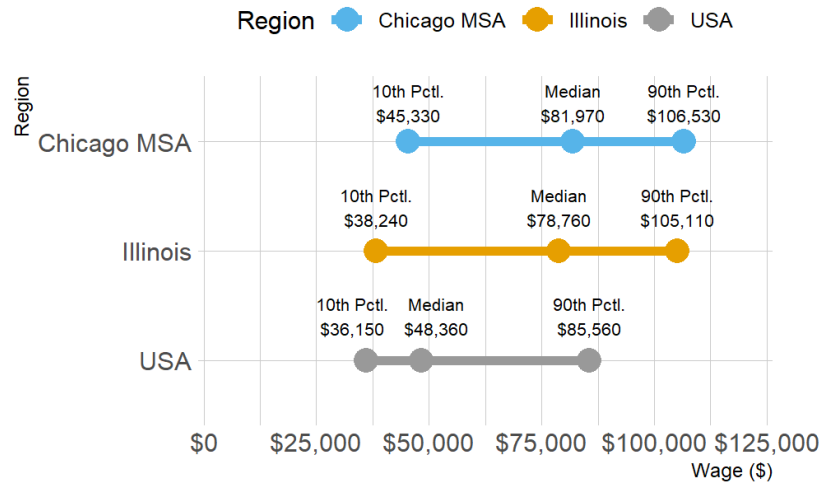 Region Chicago MSA Illinois USA
Region
10th Pctl. Median 90th Pctl.
$45,330 $81,970 $106,530
Chicago MSA
10th Pctl. Median 90th Pctl.
$38,240 $78,760 $105,110
Illinois
10th Pctl. Median 90th Pctl.
$36,150 $48,360 $85,560
USA
$0 $25,000 $50,000 $75,000 $100,000 $125,000
Wage ($)